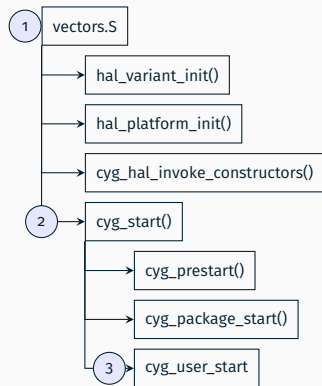 1 vectors.S
hal_variant_init()
hal_platform_init()
cyg_hal_invoke_constructors()
2 cyg_start()
cyg_prestart()
cyg_package_start()
3 cyg_user_start